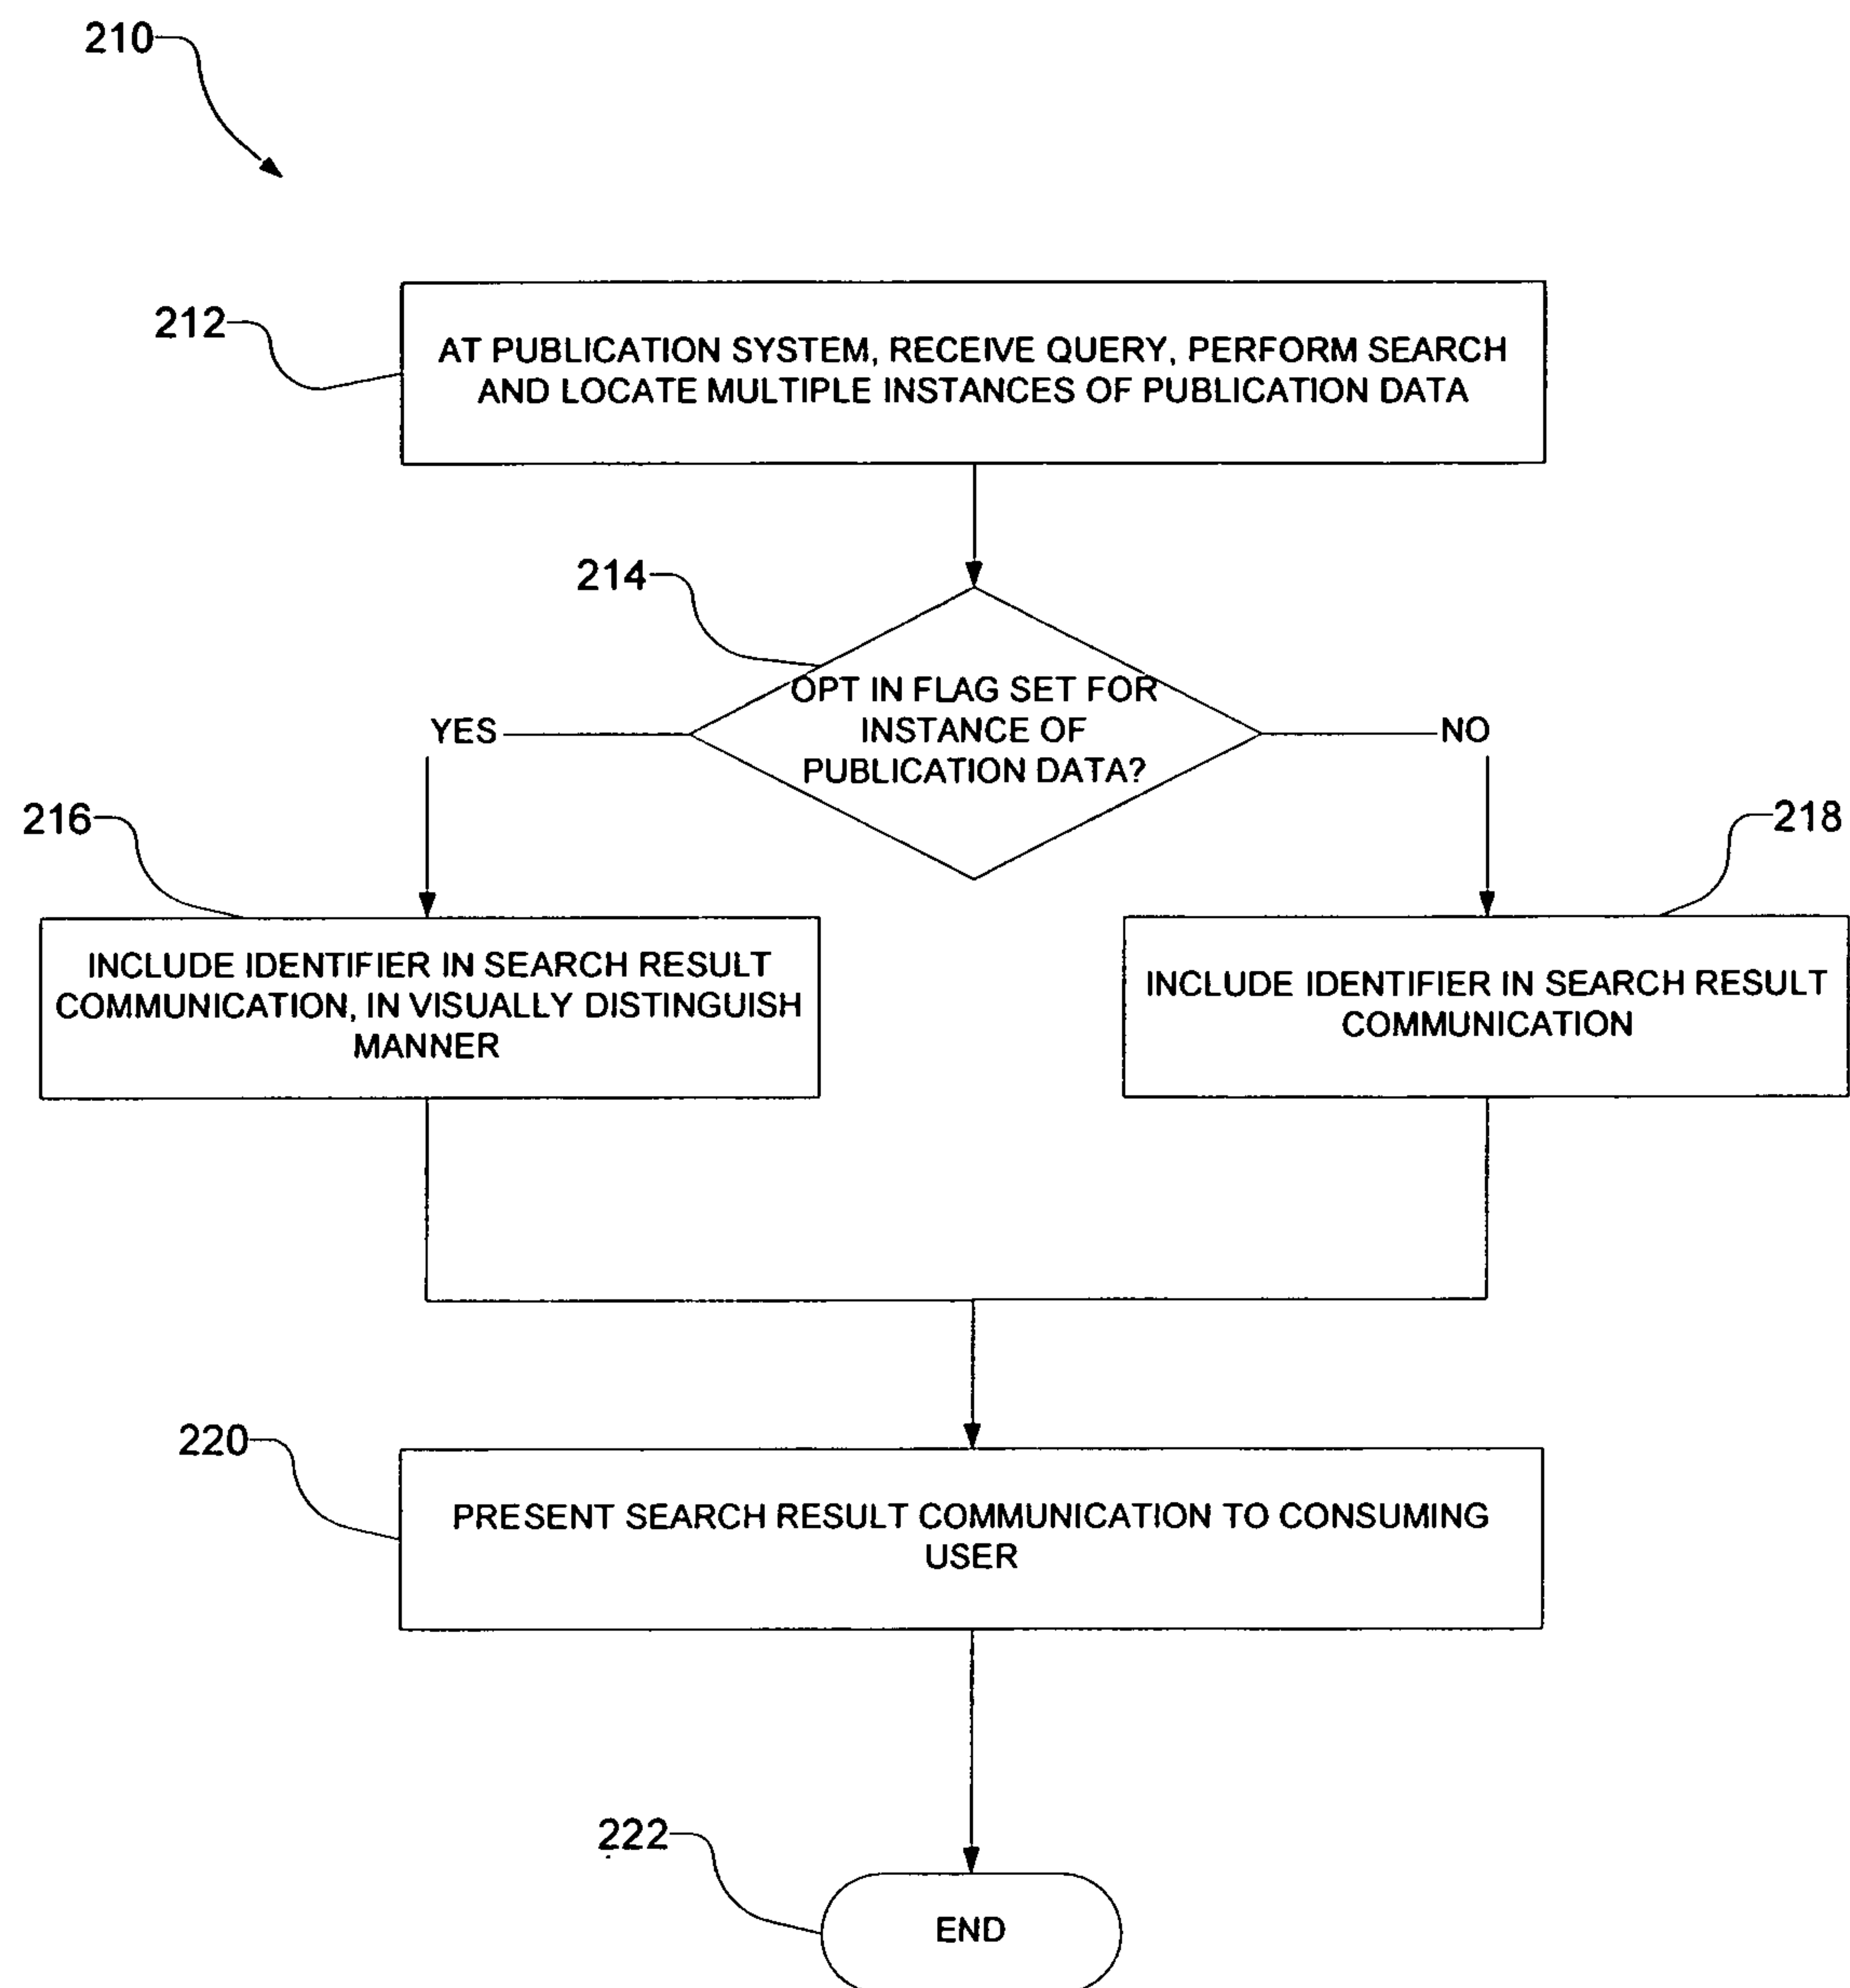 210
212
AT PUBLICATION SYSTEM, RECEIVE QUERY, PERFORM SEARCH
AND LOCATE MULTIPLE INSTANCES OF PUBLICATION DATA
214
OPT IN FLAG SET FOR
INSTANCE OF
PUBLICATION DATA?
YES
NO
216
218
INCLUDE IDENTIFIER IN SEARCH RESULT
COMMUNICATION, IN VISUALLY DISTINGUISH
MANNER
INCLUDE IDENTIFIER IN SEARCH RESULT
COMMUNICATION
220
PRESENT SEARCH RESULT COMMUNICATION TO CONSUMING
USER
222
END